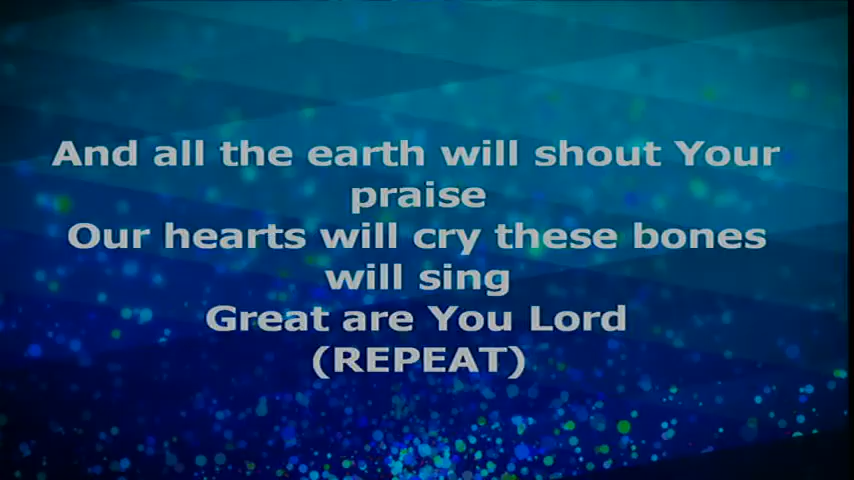 And all the earth will shout Your
praise
Our hearts will cry these bones
will sing
Great are You Lord
(REPEAT)